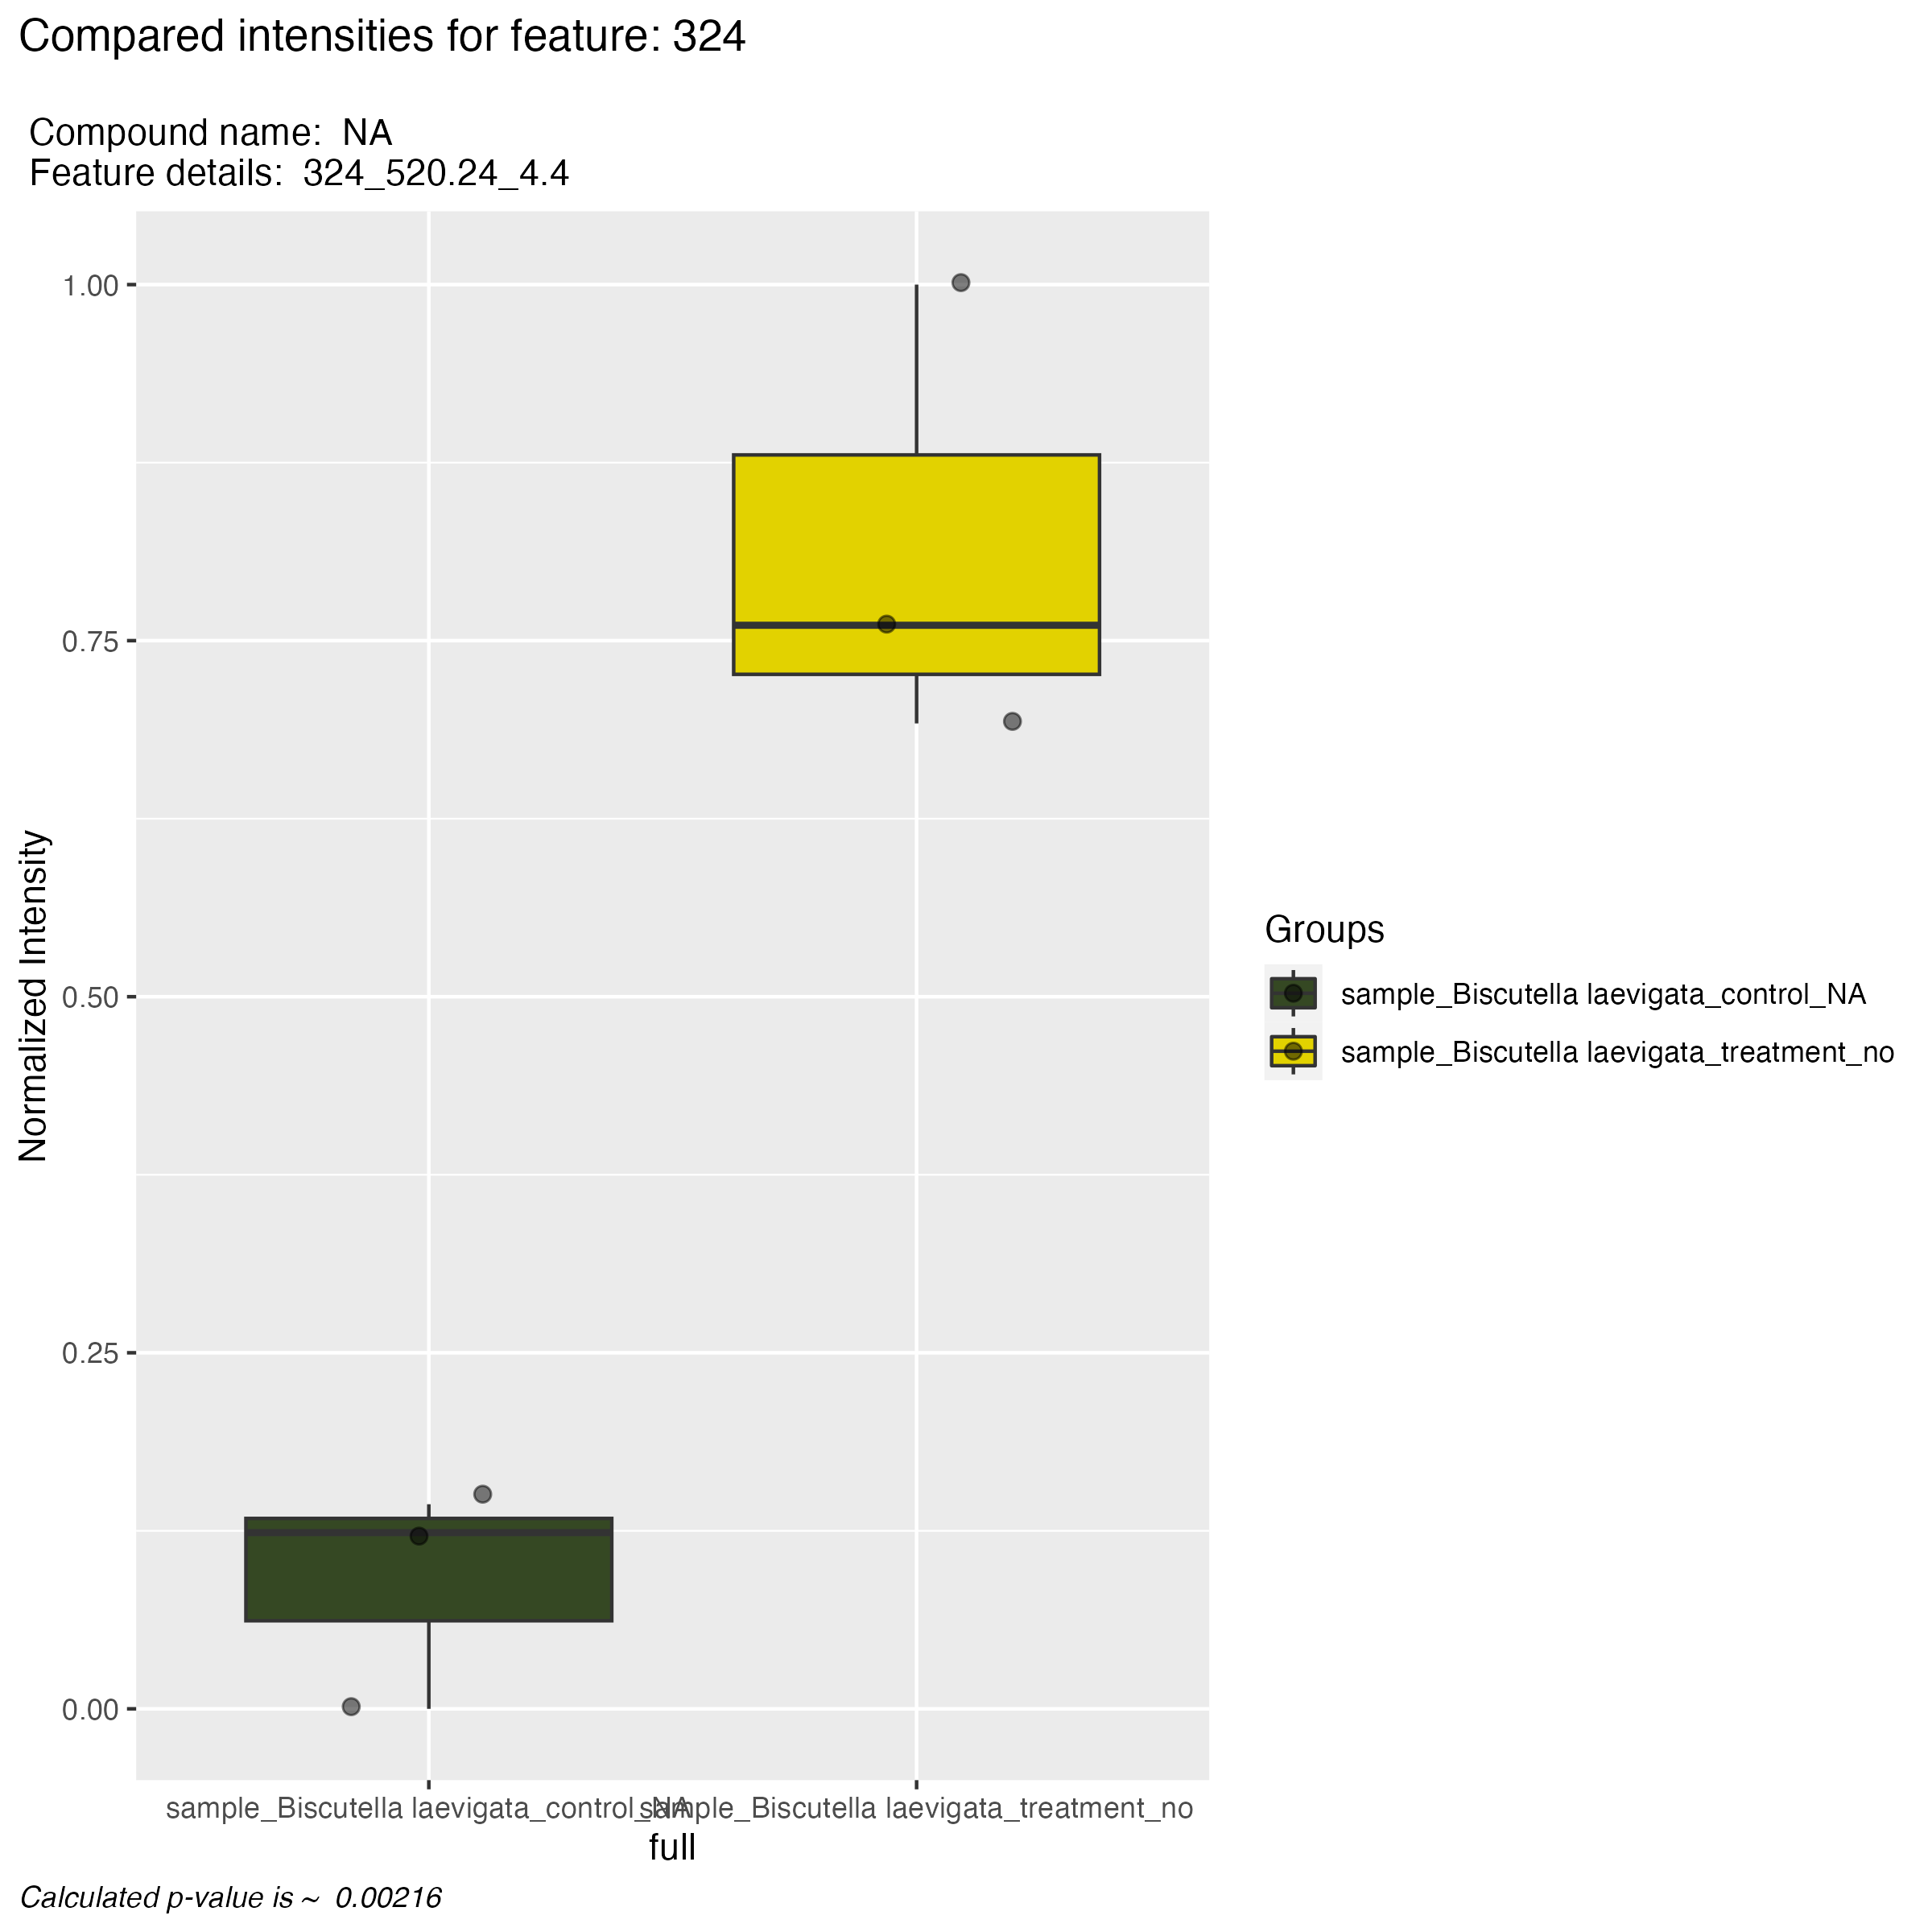 Compared intensities for feature: 324
Compound name:  NA
Feature details:  324_520.24_4.4
Normalized Intensity
1.00
0.75
0.50
0.25
0.00
sample_Biscutella laevigata_control_NA
sample_Biscutella laevigata_treatment_no
full
Groups
sample_Biscutella laevigata_control_NA
sample_Biscutella laevigata_treatment_no
Calculated p-value is ~  0.00216